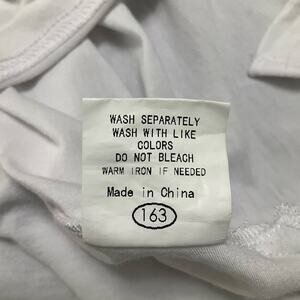 WASH SEPARATELY
WASH WITH LIKE
COLORS
DO NOT BLEACH
WARM IRON IF NEEDED
Made in China
163